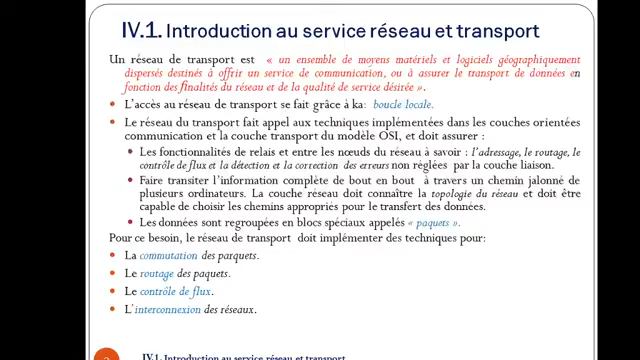 IV.1. Introduction au service réseau et transport
Un réseau de transport est « un ensemble de moyens matériels et logiciels géographiquement
dispersés destinés à offrir un service de communication, ou à assurer le transport de données en
fonction des finalités du réseau et de la qualité de service désirée ».
• L'accès au réseau de transport se fait grâce à ka: boucle locale.
• Le réseau du transport fait appel aux techniques implémentées dans les couches orientées
communication et la couche transport du modèle OSI, et doit assurer :
• Les fonctionnalités de relais et entre les nœuds du réseau à savoir : l'adressage, le routage, le
contrôle de flux et la détection et la correction des erreurs non réglées par la couche liaison.
• Faire transiter l'information complète de bout en bout à travers un chemin jalonné de
plusieurs ordinateurs. La couche réseau doit connaître la topologie du réseau et doit être
capable de choisir les chemins appropriés pour le transfert des données.
• Les données sont regroupées en blocs spéciaux appelés « paquets ».
Pour ce besoin, le réseau de transport doit implémenter des techniques pour:
• La commutation des parquets.
• Le routage des paquets.
• Le contrôle de flux.
• L'interconnexion des réseaux.
IV.1. Introduction au service réseau et transport